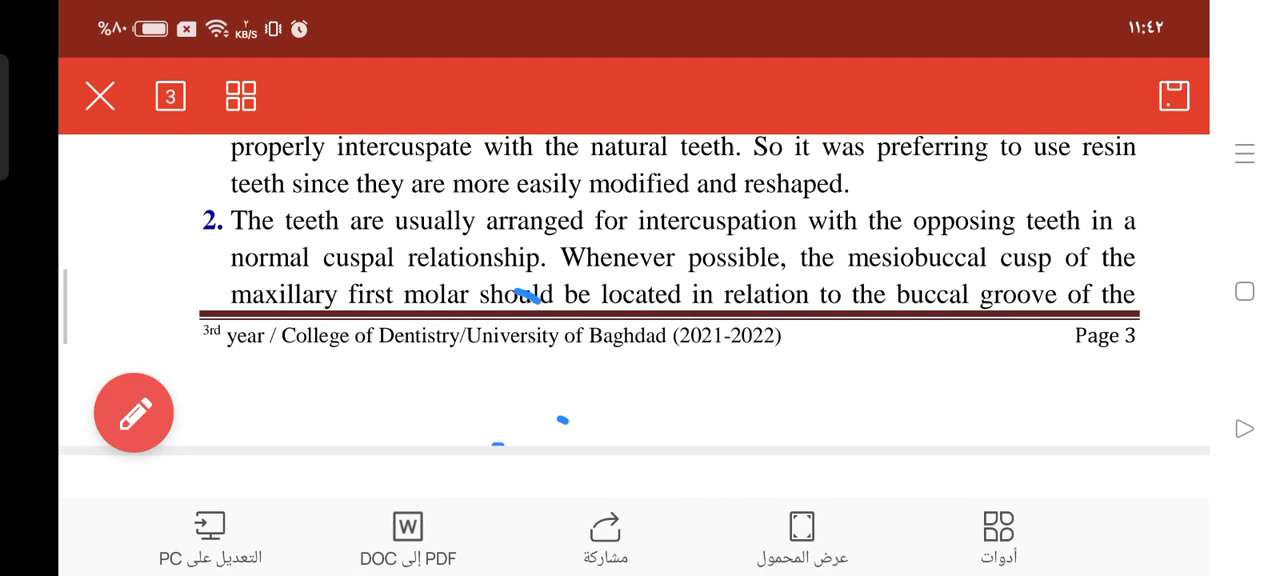 %٨٠ ٢ KB/S ١١:٤٢
3
properly intercuspate with the natural teeth. So it was preferring to use resin
teeth since they are more easily modified and reshaped.
2. The teeth are usually arranged for intercuspation with the opposing teeth in a
normal cuspal relationship. Whenever possible, the mesiobuccal cusp of the
maxillary first molar should be located in relation to the buccal groove of the
3rd year / College of Dentistry/University of Baghdad (2021-2022) Page 3
W
التعديل على PC PDF إلى DOC مشاركة عرض المحمول أدوات